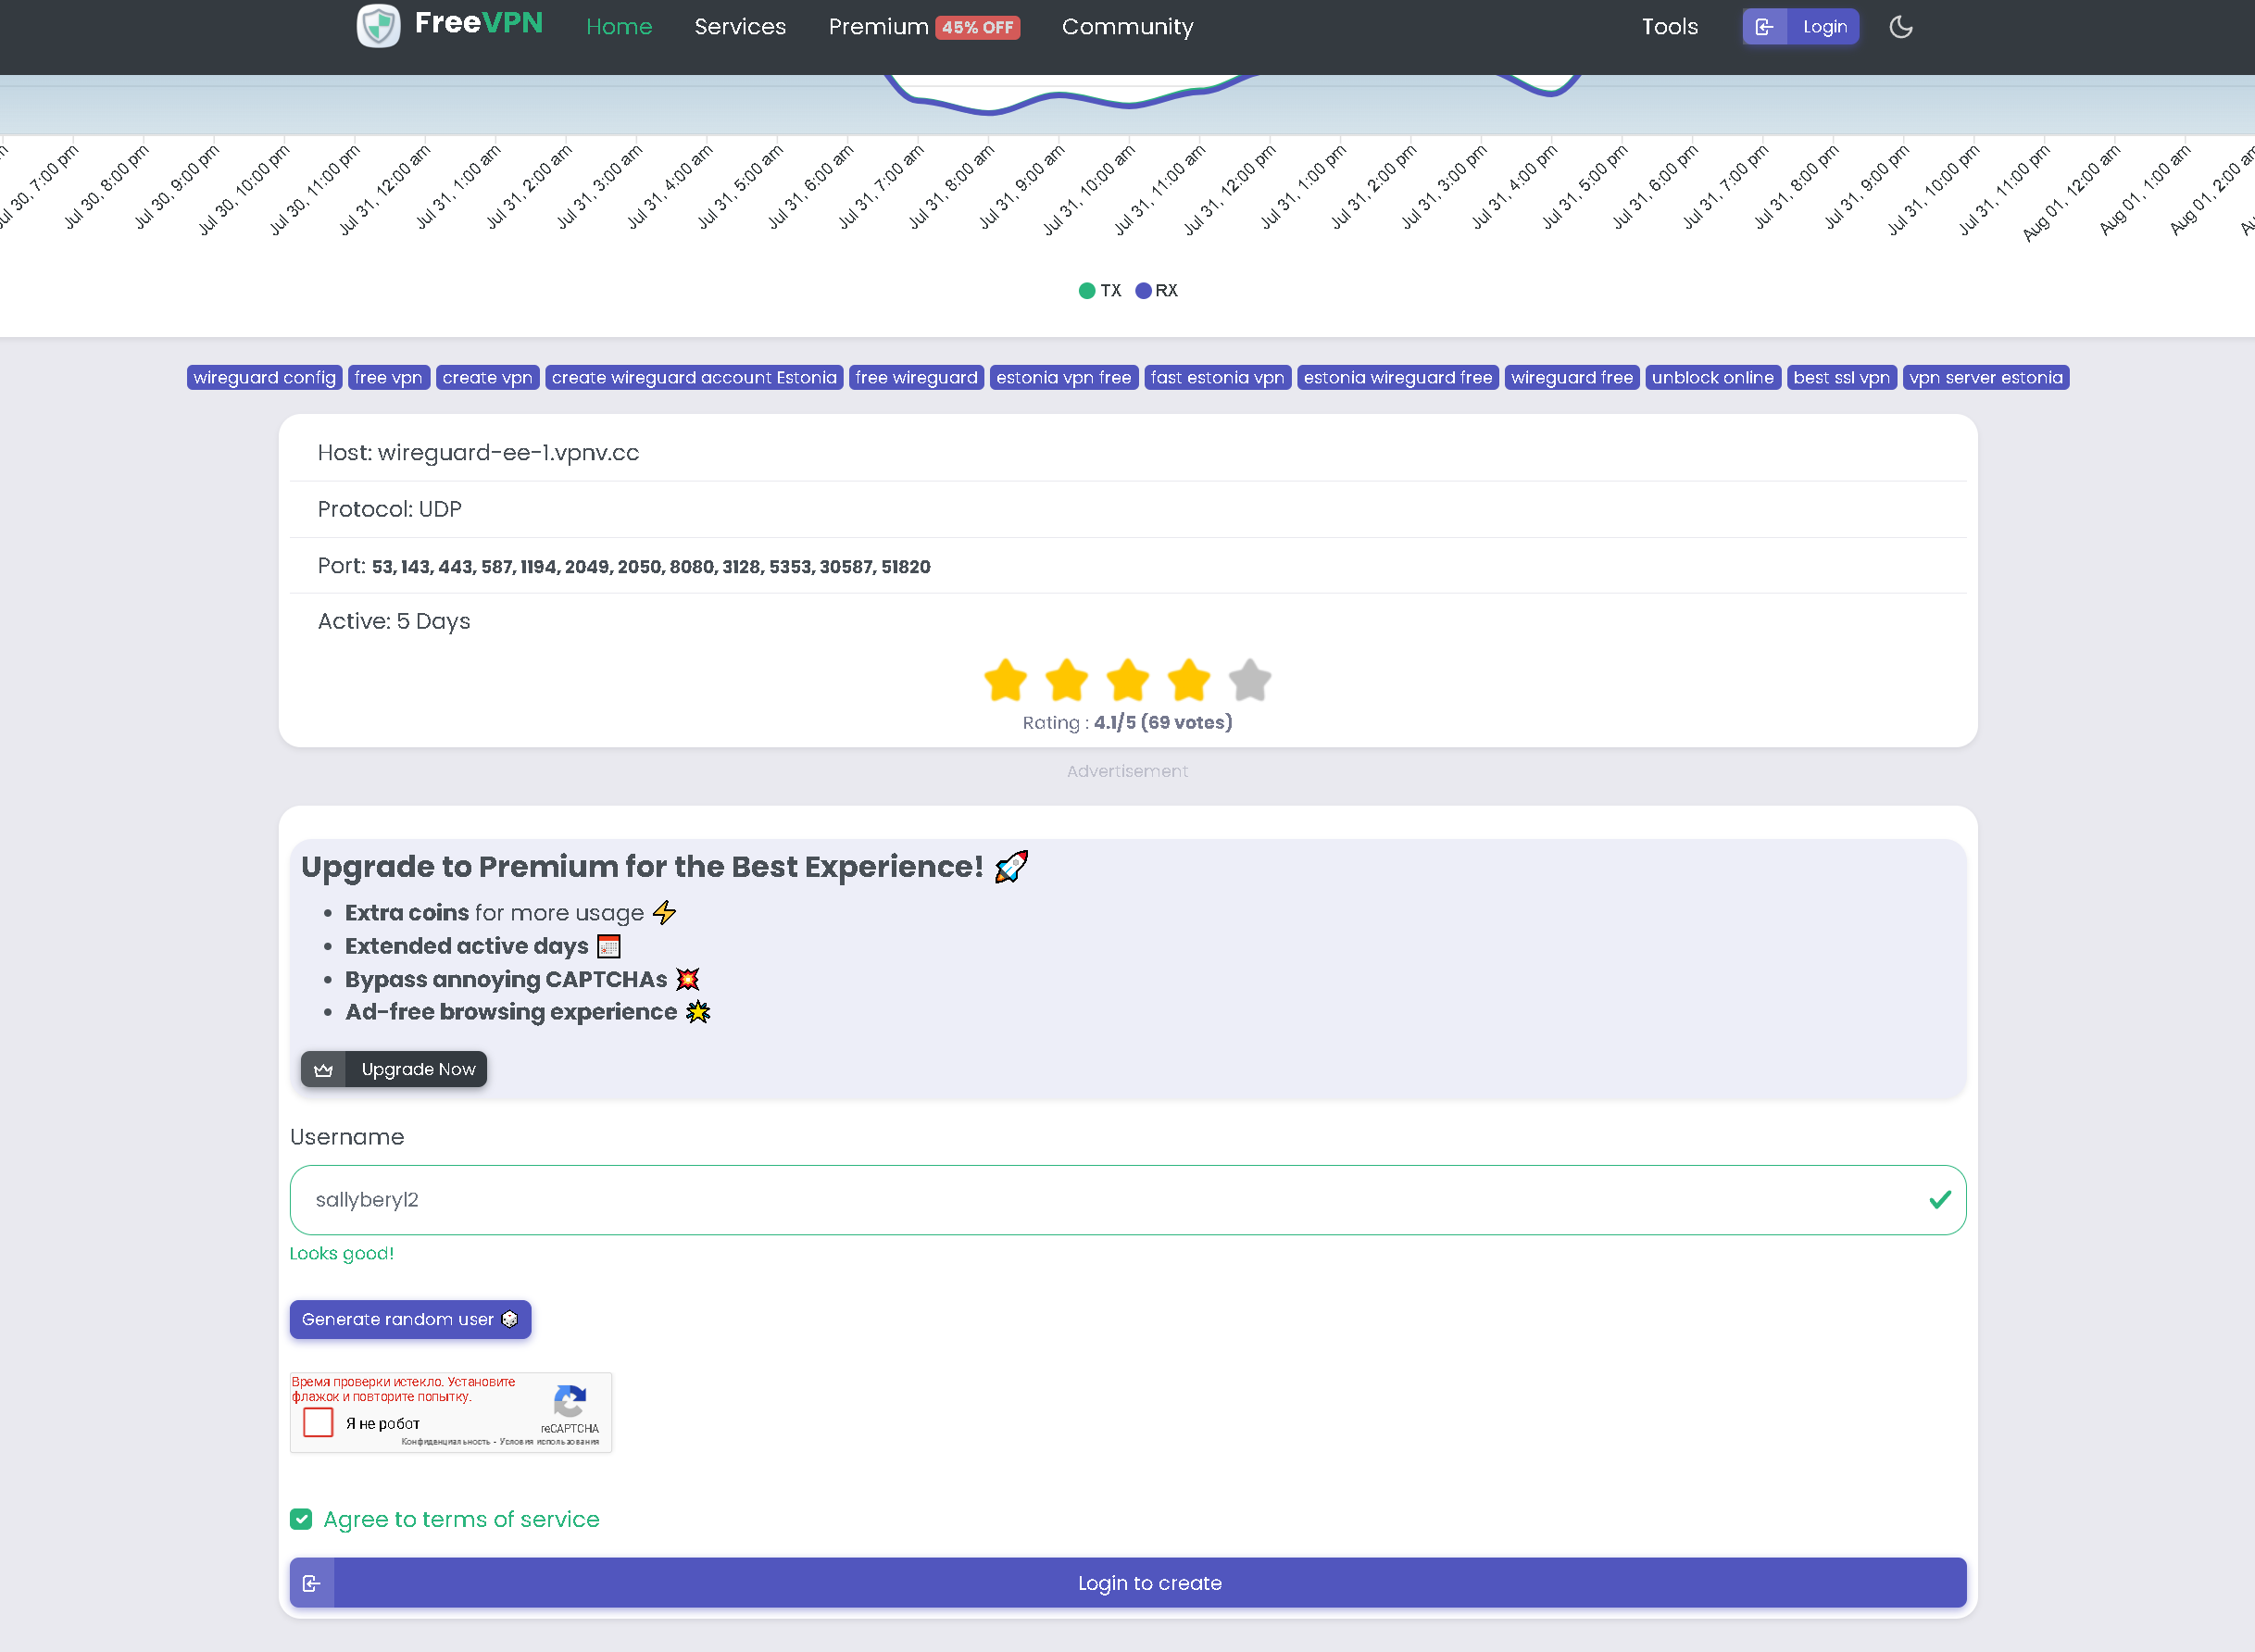 FreeVPN Home Services Premium 45% OFF Community Tools Login
Jul 30, 7:00 pm Jul 30, 8:00 pm Jul 30, 9:00 pm Jul 30, 10:00 pm Jul 30, 11:00 pm Jul 31, 12:00 am Jul 31, 1:00 am Jul 31, 2:00 am Jul 31, 3:00 am Jul 31, 4:00 am Jul 31, 5:00 am Jul 31, 6:00 am Jul 31, 7:00 am Jul 31, 8:00 am Jul 31, 9:00 am Jul 31, 10:00 am Jul 31, 11:00 am Jul 31, 12:00 pm Jul 31, 1:00 pm Jul 31, 2:00 pm Jul 31, 3:00 pm Jul 31, 4:00 pm Jul 31, 5:00 pm Jul 31, 6:00 pm Jul 31, 7:00 pm Jul 31, 8:00 pm Jul 31, 9:00 pm Jul 31, 10:00 pm Jul 31, 11:00 pm Aug 01, 12:00 am Aug 01, 1:00 am Aug 01, 2:00 am
TX RX
wireguard config free vpn create vpn create wireguard account Estonia free wireguard estonia vpn free fast estonia vpn estonia wireguard free wireguard free unblock online best ssl vpn vpn server estonia
Host: wireguard-ee-1.vpnv.cc
Protocol: UDP
Port: 53, 143, 443, 587, 1194, 2049, 2050, 8080, 3128, 5353, 30587, 51820
Active: 5 Days
Rating : 4.1/5 (69 votes)
Advertisement
Upgrade to Premium for the Best Experience! 🚀
• Extra coins for more usage ⚡
• Extended active days 📅
• Bypass annoying CAPTCHAs 💥
• Ad-free browsing experience 🌟
Upgrade Now
Username
sallyberyl2
Looks good!
Generate random user 🎲
Время проверки истекло. Установите
флажок и повторите попытку.
Я не робот
reCAPTCHA
Конфиденциальность - Условия использования
Agree to terms of service
Login to create